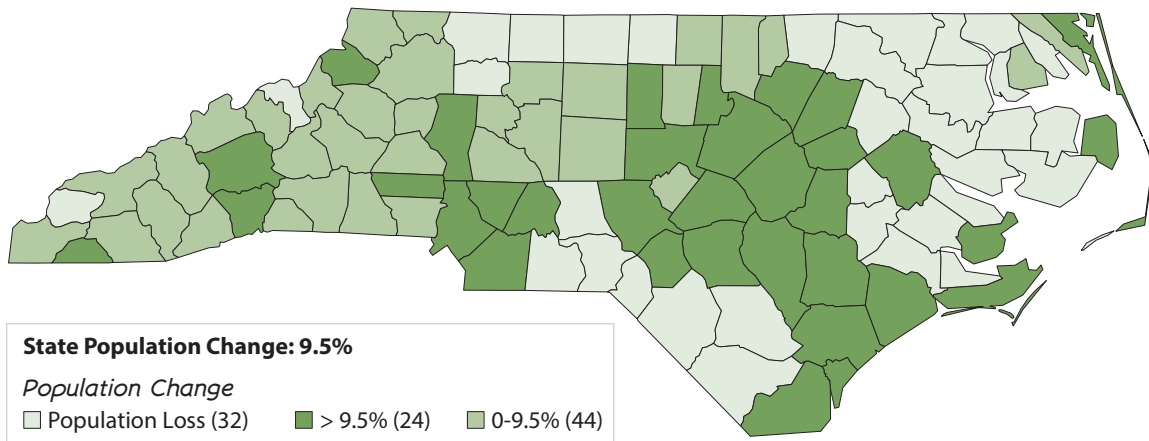 State Population Change: 9.5%
Population Change
Population Loss (32) > 9.5% (24) 0-9.5% (44)